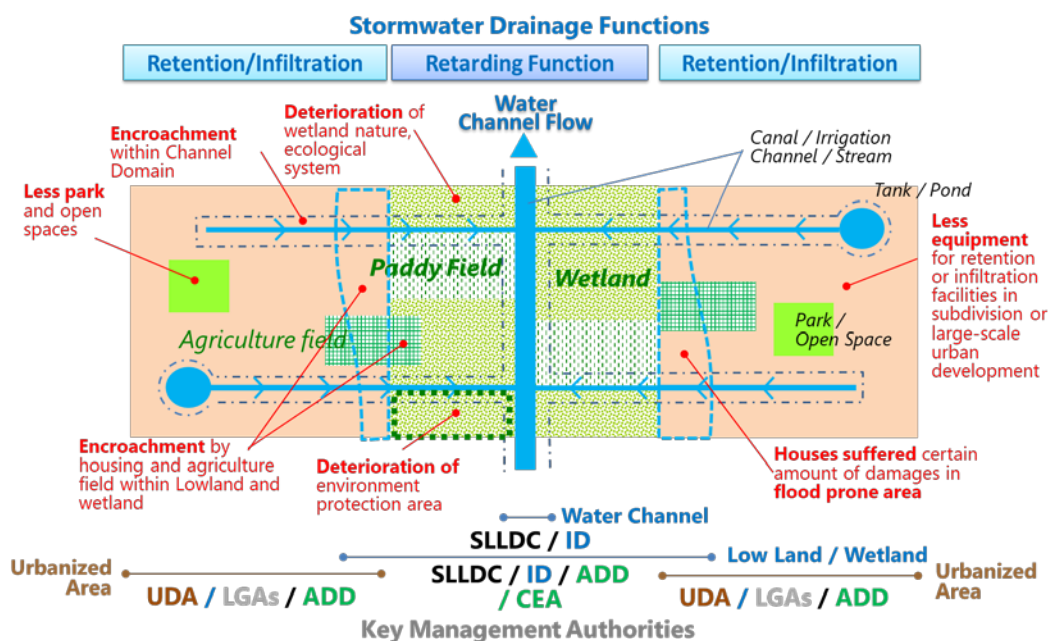 Stormwater Drainage Functions
Retention/Infiltration
Retarding Function
Retention/Infiltration
Water
Channel Flow
Deterioration of
wetland nature,
ecological
system
Encroachment
within Channel
Domain
Canal / Irrigation
Channel / Stream
Less park
and open
spaces
Tank / Pond
Less
equipment
for retention
or infiltration
facilities in
subdivision or
large-scale
urban
development
Paddy Field
Wetland
Agriculture field
Park /
Open Space
Encroachment by
housing and agriculture
field within Lowland and
wetland
Deterioration of
environment
protection area
Houses suffered certain
amount of damages in
flood prone area
Water Channel
SLLDC / ID
Low Land / Wetland
Urbanized
Area
SLLDC / ID / ADD
/ CEA
Urbanized
Area
UDA / LGAs / ADD
UDA / LGAs / ADD
Key Management Authorities